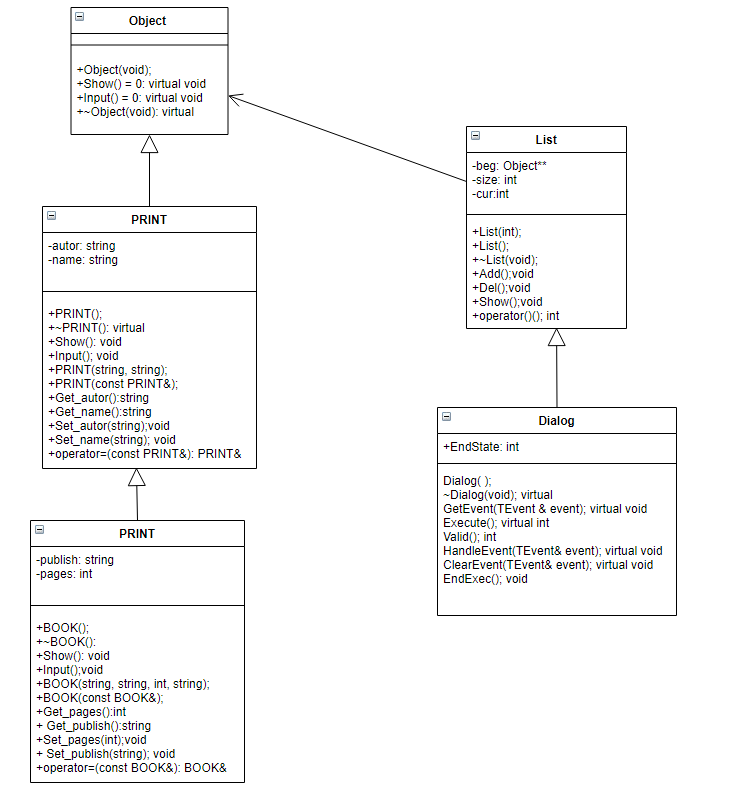 Object
+Object(void);
+Show() = 0: virtual void
+Input() = 0: virtual void
+~Object(void): virtual
List
-beg: Object**
-size: int
-cur:int
+List(int);
+List();
+~List(void);
+Add();void
+Del();void
+Show();void
+operator()(); int
PRINT
-autor: string
-name: string
+PRINT();
+~PRINT(): virtual
+Show(): void
+Input(); void
+PRINT(string, string);
+PRINT(const PRINT&);
+Get_autor():string
+Get_name():string
+Set_autor(string);void
+Set_name(string); void
+operator=(const PRINT&): PRINT&
Dialog
+EndState: int
Dialog( );
~Dialog(void); virtual
GetEvent(TEvent & event); virtual void
Execute(); virtual int
Valid(); int
HandleEvent(TEvent& event); virtual void
ClearEvent(TEvent& event); virtual void
EndExec(); void
PRINT
-publish: string
-pages: int
+BOOK();
+~BOOK():
+Show(): void
+Input();void
+BOOK(string, string, int, string);
+BOOK(const BOOK&);
+Get_pages():int
+ Get_publish():string
+Set_pages(int);void
+ Set_publish(string); void
+operator=(const BOOK&): BOOK&